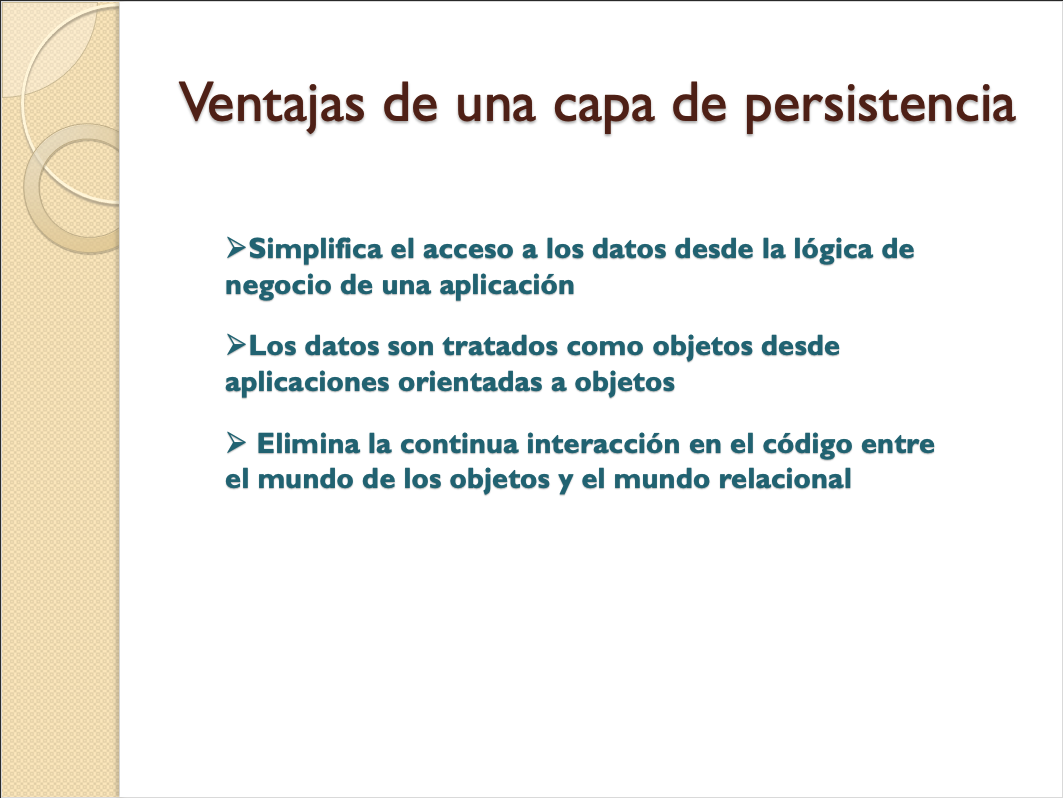 Ventajas de una capa de persistencia
➢Simplifica el acceso a los datos desde la lógica de
negocio de una aplicación
➢Los datos son tratados como objetos desde
aplicaciones orientadas a objetos
➢ Elimina la continua interacción en el código entre
el mundo de los objetos y el mundo relacional